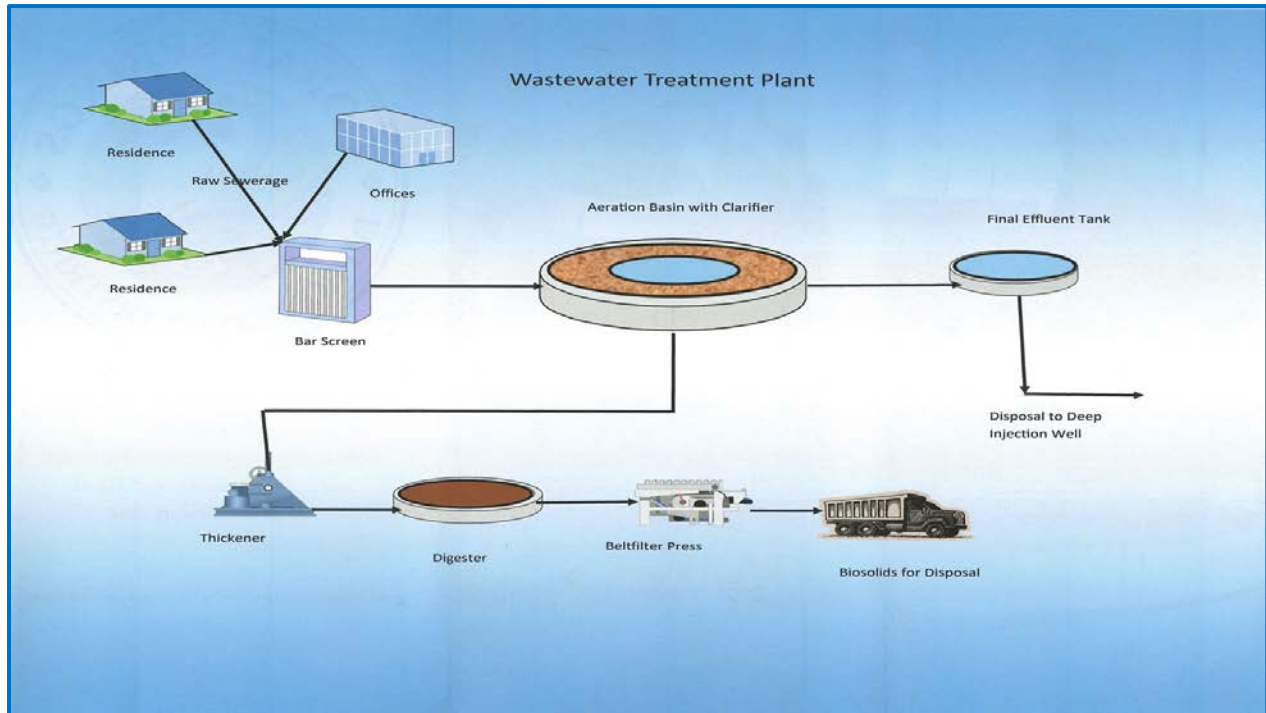 Wastewater Treatment Plant
Residence
Raw Sewerage
Offices
Residence
Bar Screen
Aeration Basin with Clarifier
Final Effluent Tank
Disposal to Deep
Injection Well
Thickener
Digester
Beltfilter Press
Biosolids for Disposal